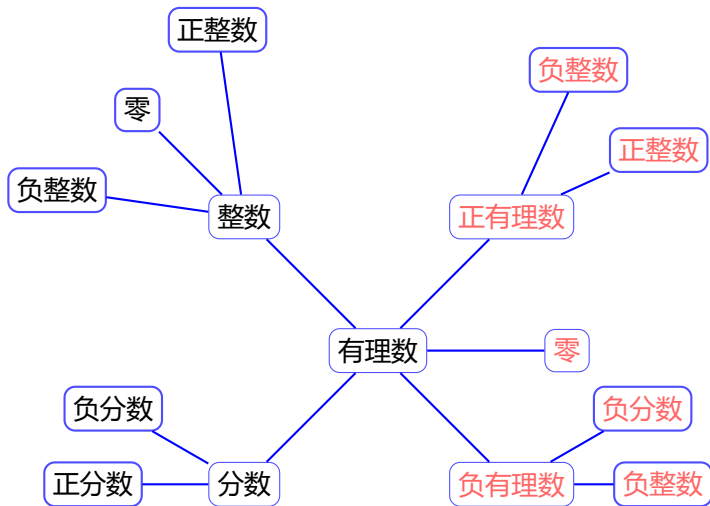 正整数
负整数
零
正整数
负整数
整数
正有理数
有理数
零
负分数
负分数
正分数
分数
负有理数
负整数